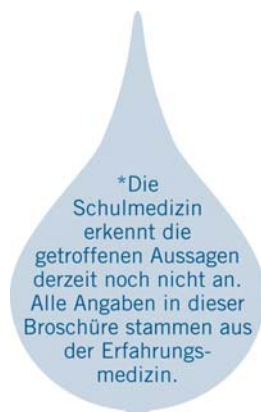 *Die
Schulmedizin
erkennt die
getroffenen Aussagen
derzeit noch nicht an.
Alle Angaben in dieser
Broschüre stammen aus
der Erfahrungs-
medizin.